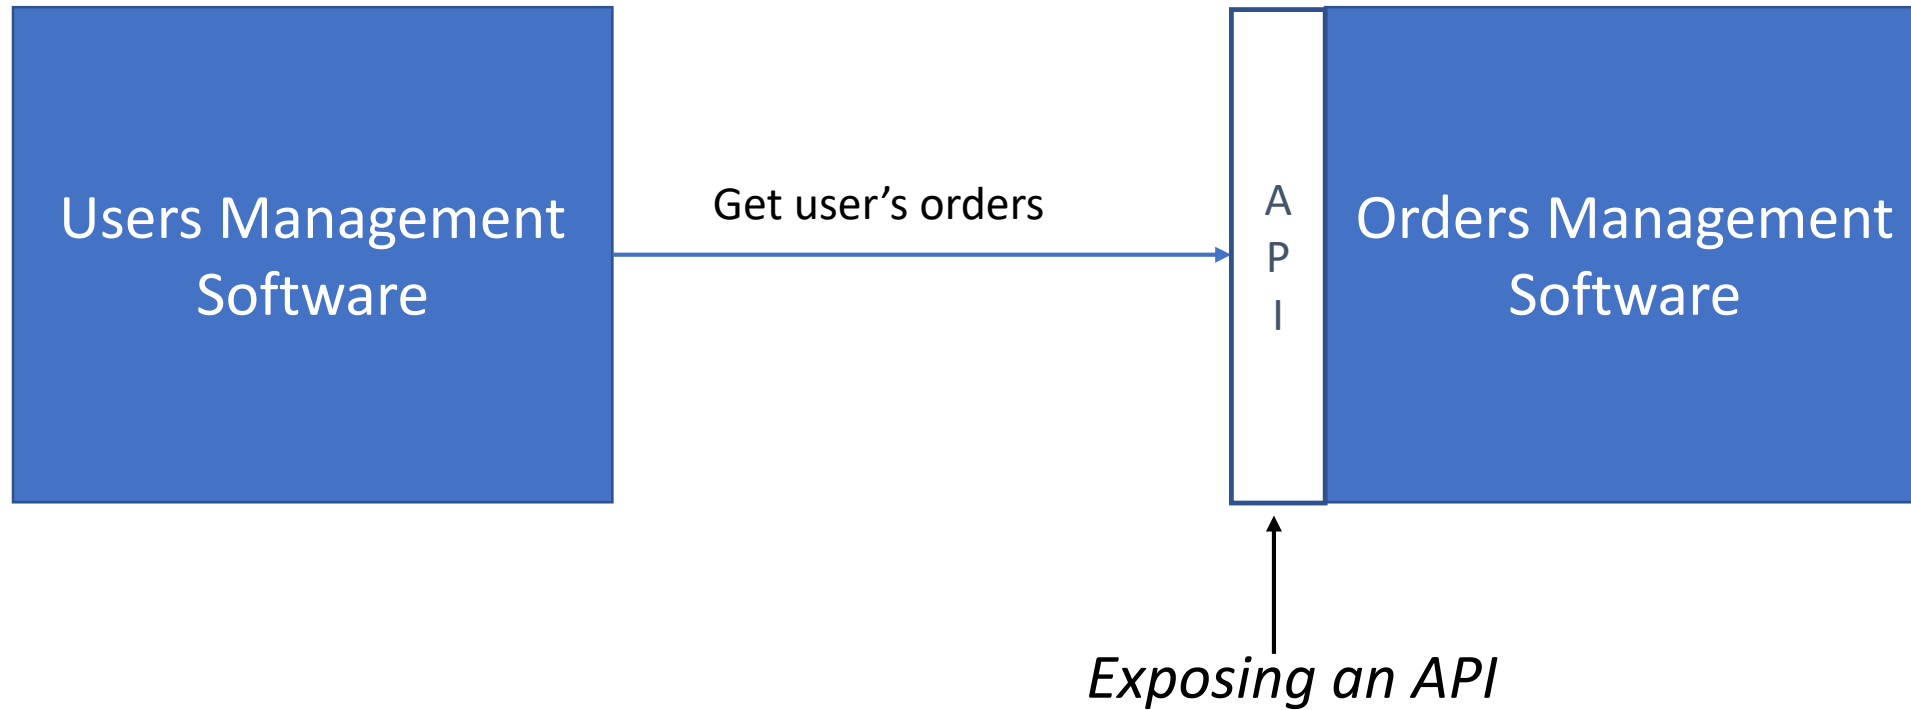 Users Management
Software
Get user’s orders
A
P
I
Orders Management
Software
Exposing an API